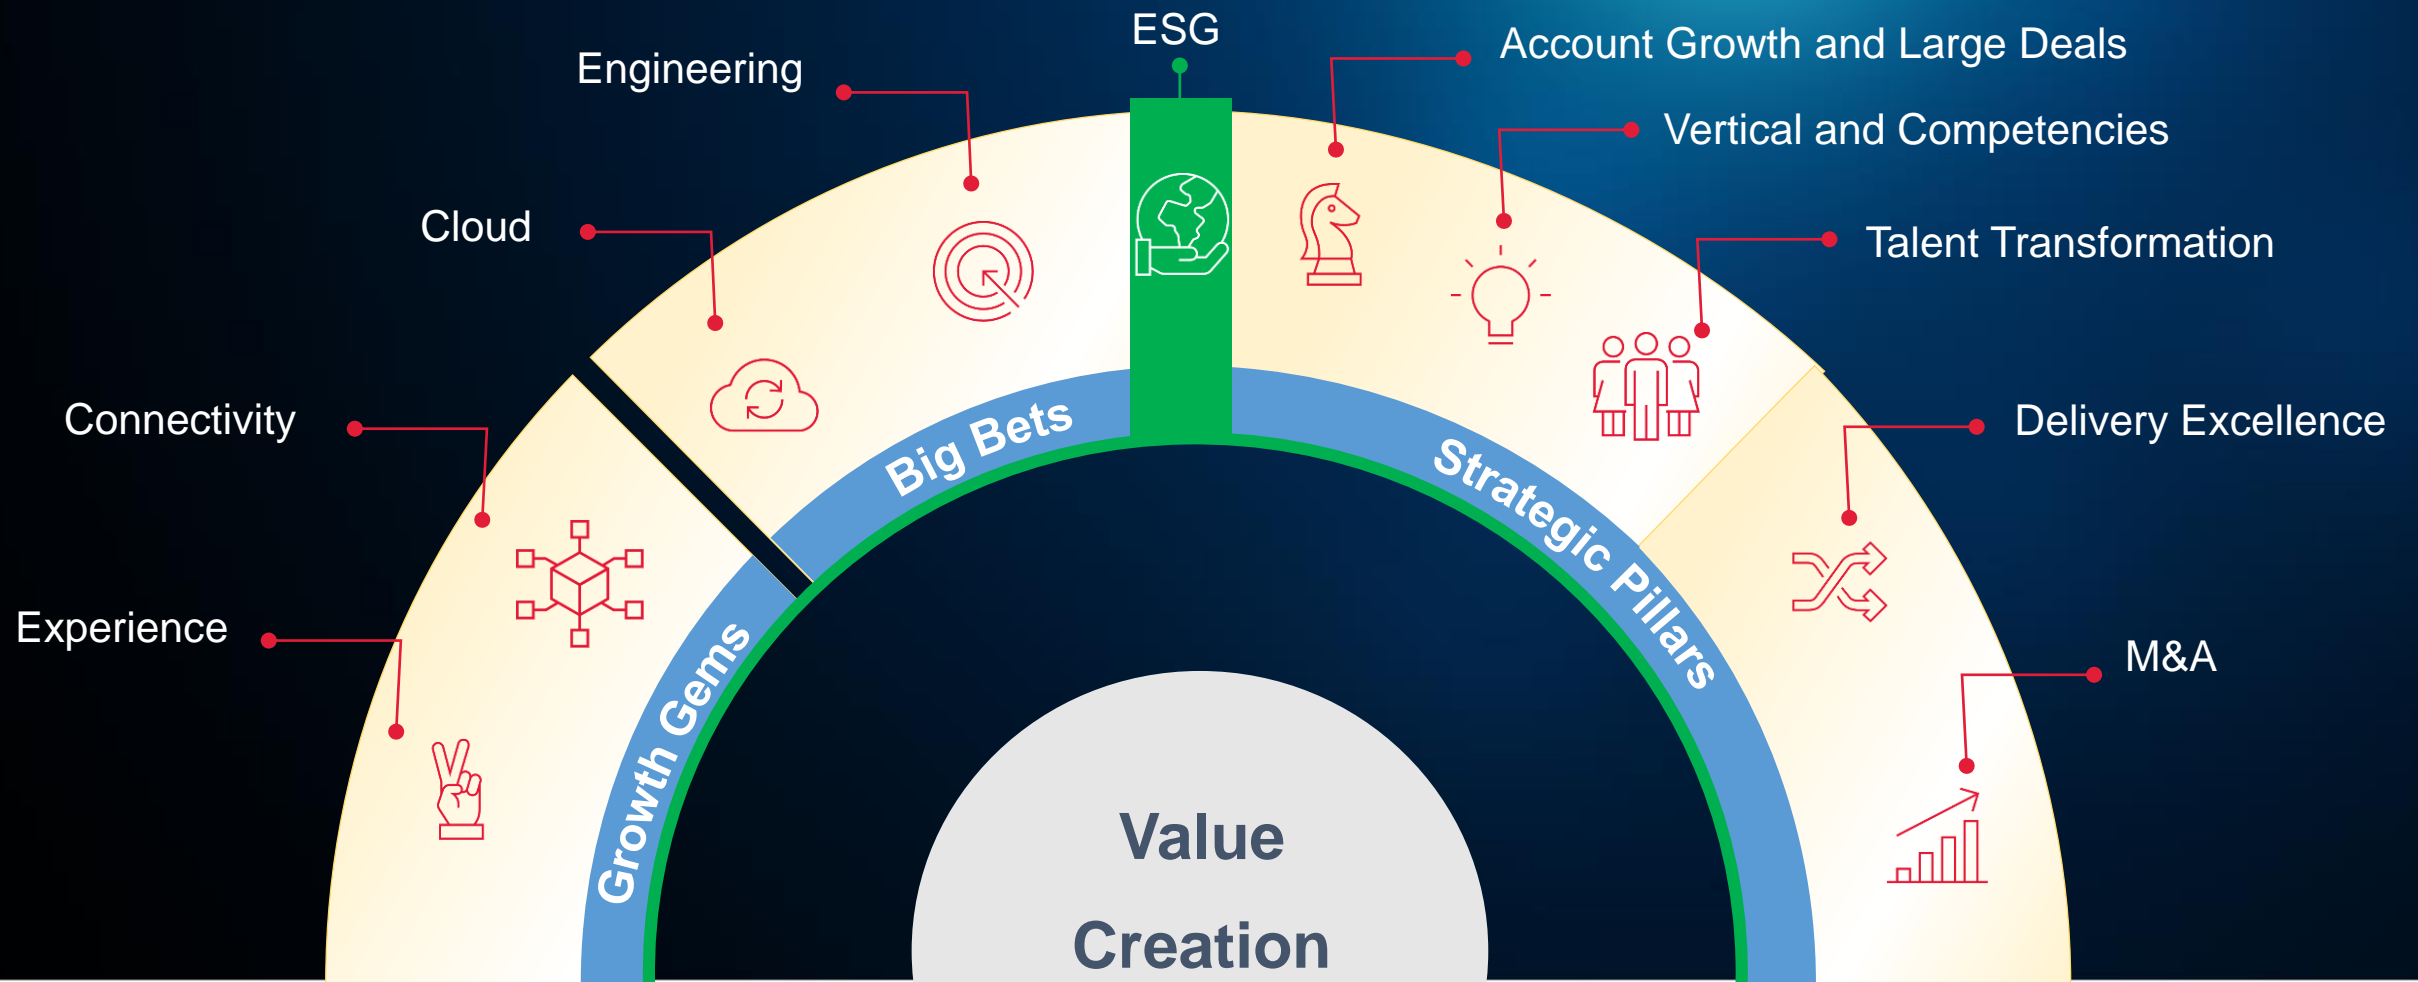 ESG
Engineering
Account Growth and Large Deals
Vertical and Competencies
Cloud
Talent Transformation
Connectivity
Delivery Excellence
Experience
M&A
Growth Gems
Big Bets
Strategic Pillars
Value
Creation